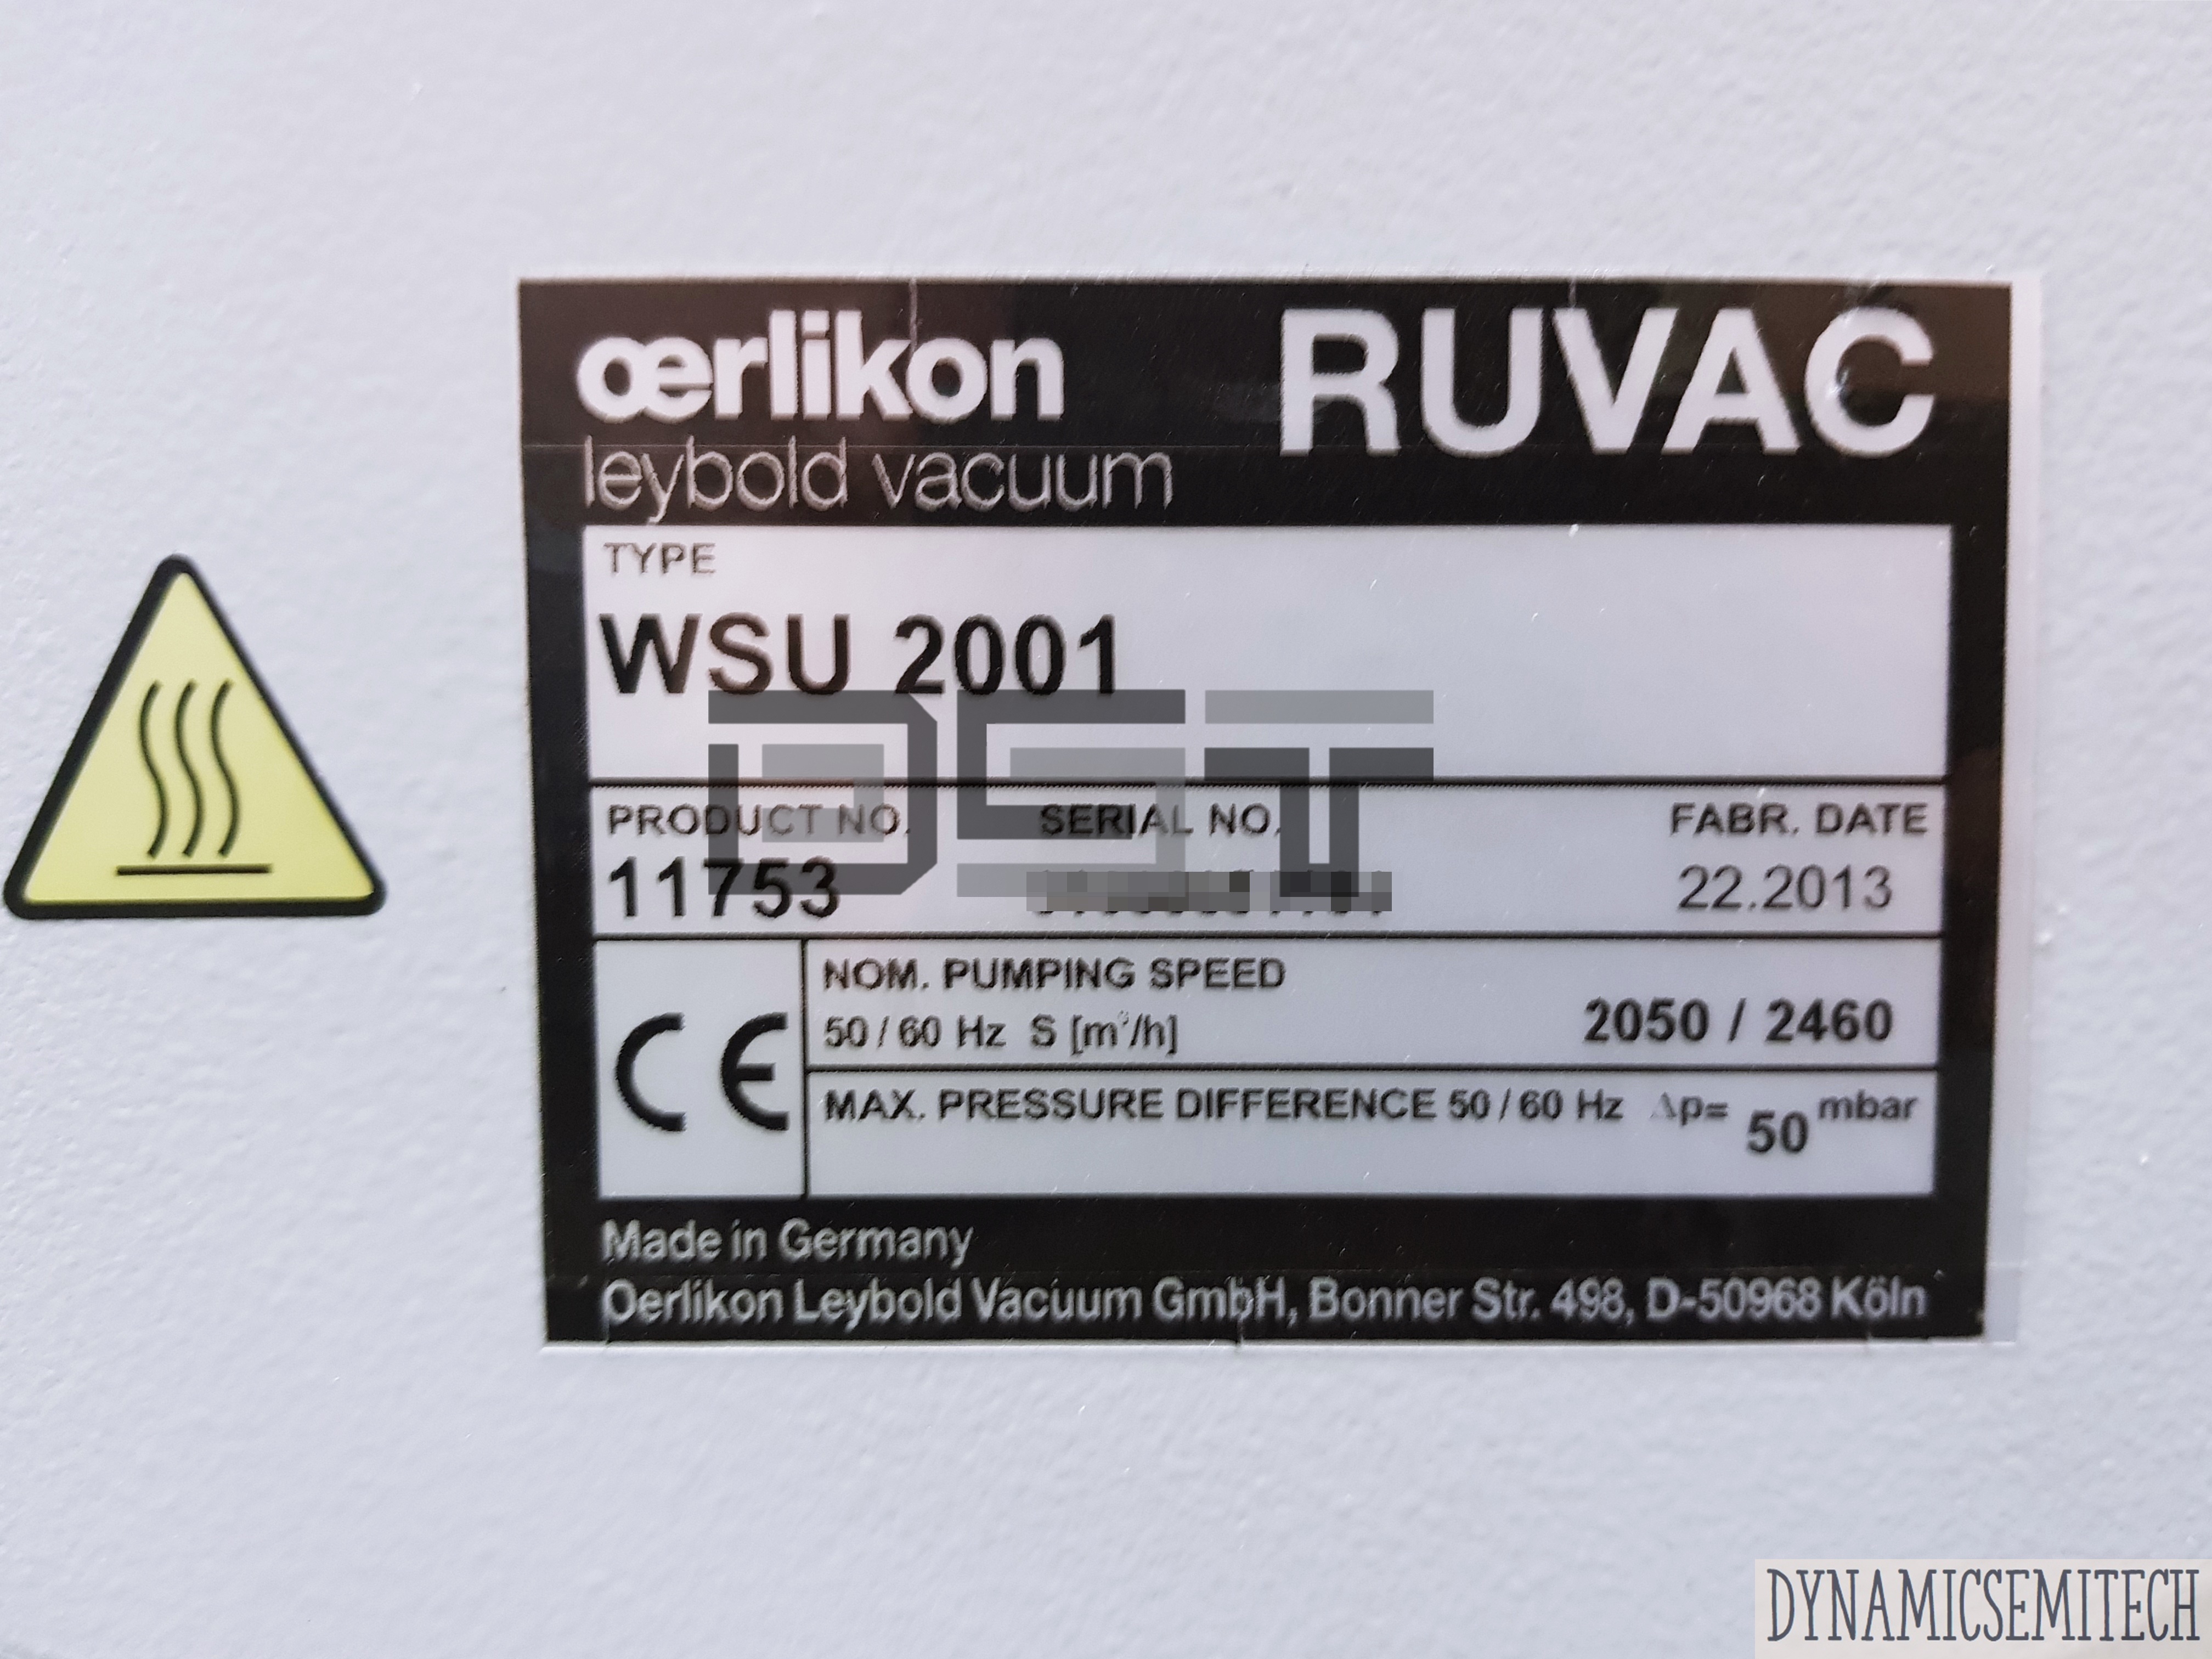 œrlikon
leybold vacuum
RUVAC
TYPE
WSU 2001
DST
PRODUCT NO. SERIAL NO. FABR. DATE
11753 22.2013
CE
NOM. PUMPING SPEED
50 / 60 Hz S [m³/h] 2050 / 2460
MAX. PRESSURE DIFFERENCE 50 / 60 Hz Δp= 50 mbar
Made in Germany
Oerlikon Leybold Vacuum GmbH, Bonner Str. 498, D-50968 Köln
DYNAMICSEMITECH